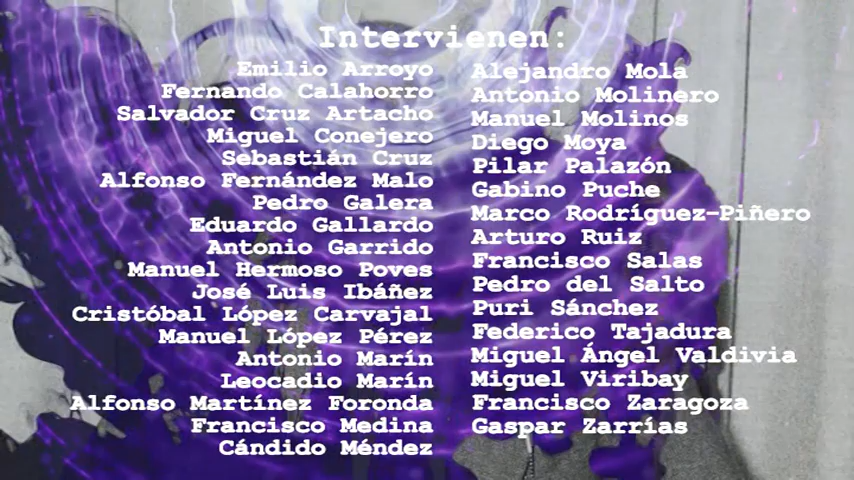 Intervienen:
Emilio Arroyo
Fernando Calahorro
Salvador Cruz Artacho
Miguel Conejero
Sebastián Cruz
Alfonso Fernández Malo
Pedro Galera
Eduardo Gallardo
Antonio Garrido
Manuel Hermoso Poves
José Luis Ibáñez
Cristóbal López Carvajal
Manuel López Pérez
Antonio Marín
Leocadio Marín
Alfonso Martínez Foronda
Francisco Medina
Cándido Méndez
Alejandro Mola
Antonio Molinero
Manuel Molinos
Diego Moya
Pilar Palazón
Gabino Puche
Marco Rodríguez-Piñero
Arturo Ruiz
Francisco Salas
Pedro del Salto
Puri Sánchez
Federico Tajadura
Miguel Ángel Valdivia
Miguel Viribay
Francisco Zaragoza
Gaspar Zarrías